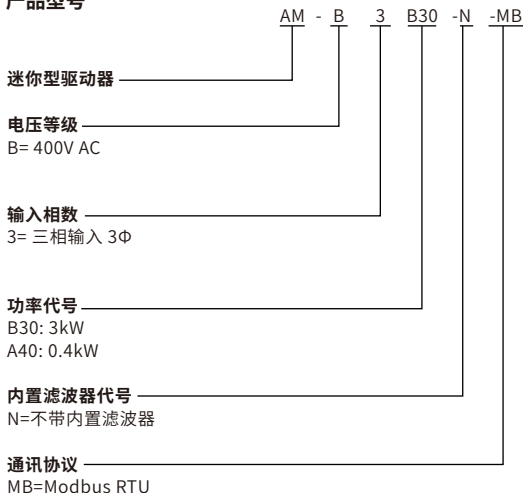 产品型号
AM - B 3 B30 -N -MB
迷你型驱动器
电压等级
B= 400V AC
输入相数
3= 三相输入 3Φ
功率代号
B30: 3kW
A40: 0.4kW
内置滤波器代号
N=不带内置滤波器
通讯协议
MB=Modbus RTU